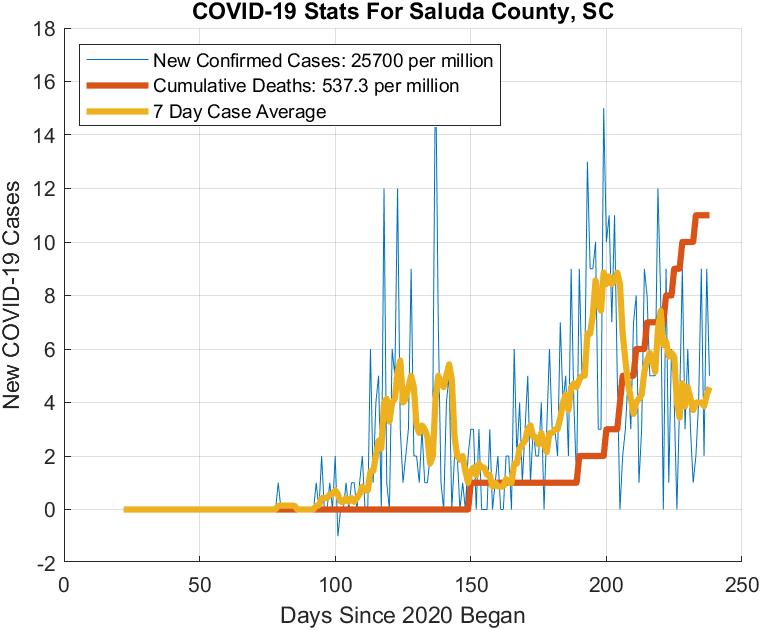 COVID-19 Stats For Saluda County, SC
New Confirmed Cases: 25700 per million
Cumulative Deaths: 537.3 per million
7 Day Case Average
New COVID-19 Cases
18
16
14
12
10
8
6
4
2
0
-2
0 50 100 150 200 250
Days Since 2020 Began